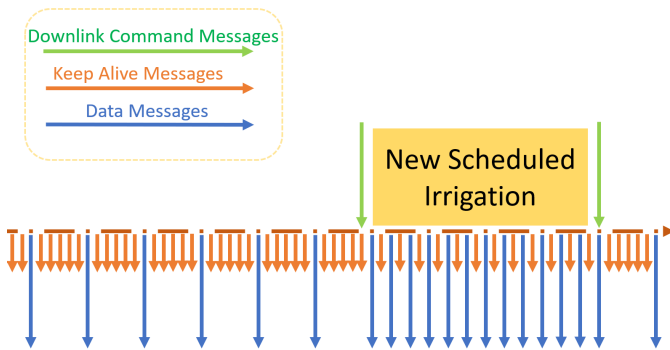 Downlink Command Messages
Keep Alive Messages
Data Messages
New Scheduled
Irrigation